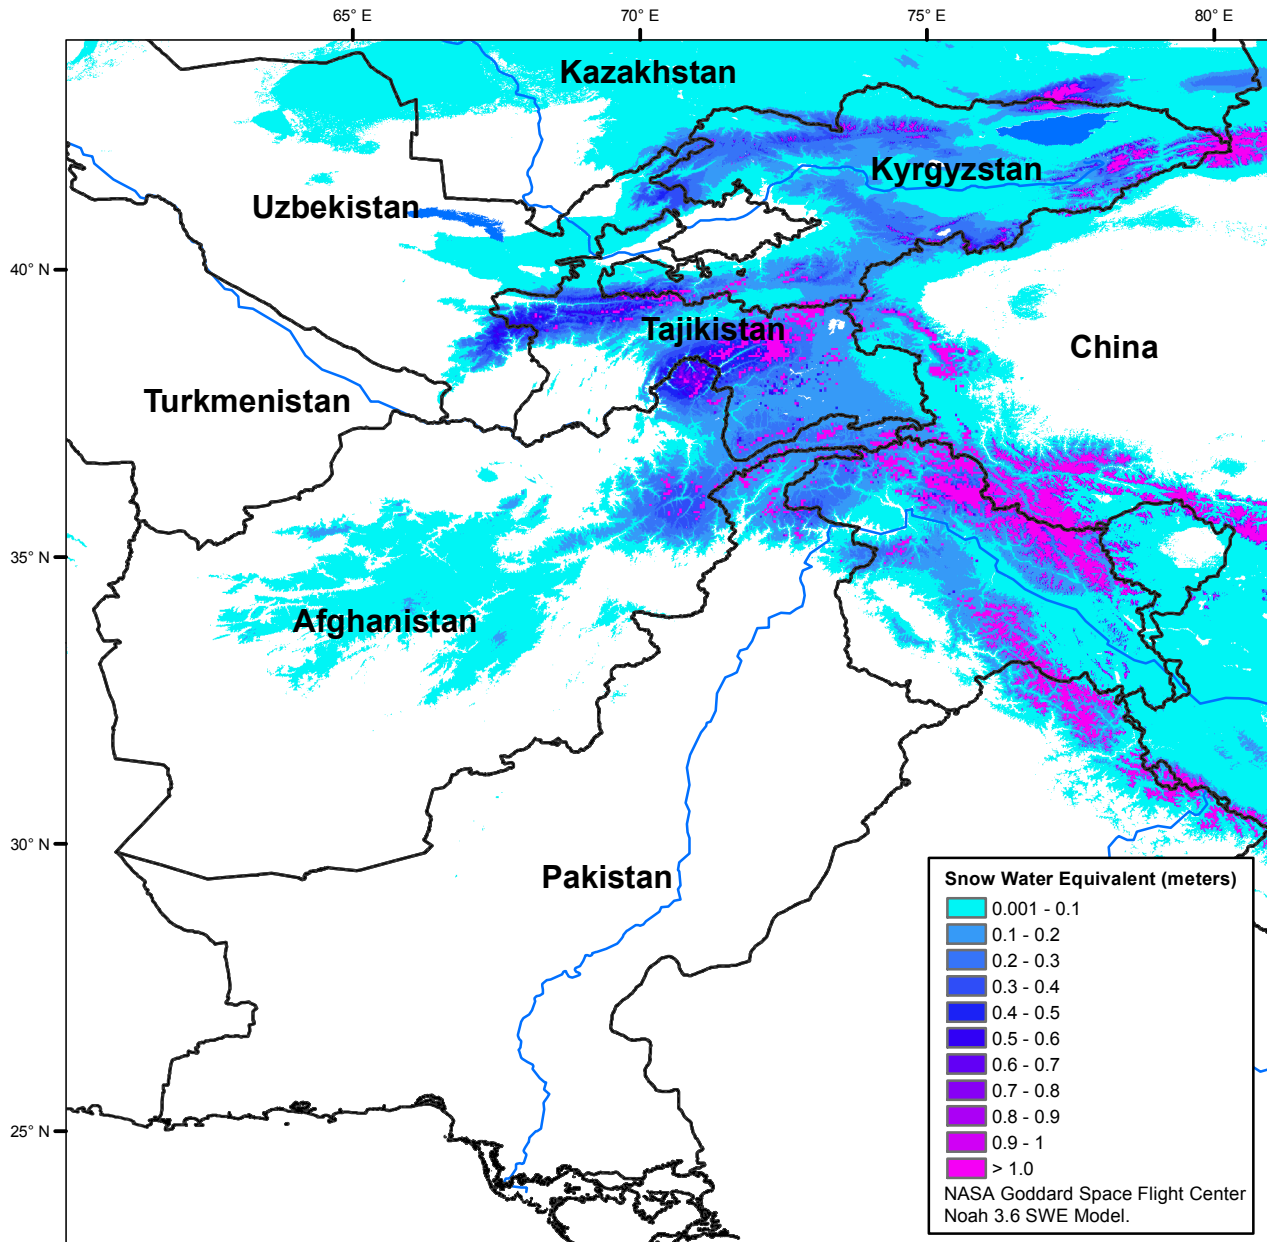 65° E
70° E
75° E
80° E
Kazakhstan
Kyrgyzstan
Uzbekistan
40° N
Tajikistan
China
Turkmenistan
35° N
Afghanistan
30° N
Pakistan
Snow Water Equivalent (meters)
0.001 - 0.1
0.1 - 0.2
0.2 - 0.3
0.3 - 0.4
0.4 - 0.5
0.5 - 0.6
0.6 - 0.7
0.7 - 0.8
0.8 - 0.9
0.9 - 1
> 1.0
NASA Goddard Space Flight Center
Noah 3.6 SWE Model.
25° N